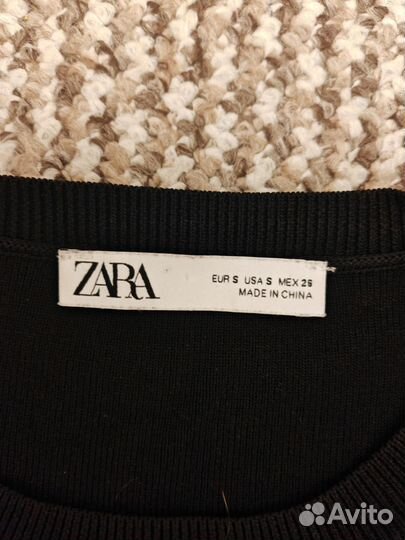 ZARA
EUR S USA S MEX 26
MADE IN CHINA
Avito